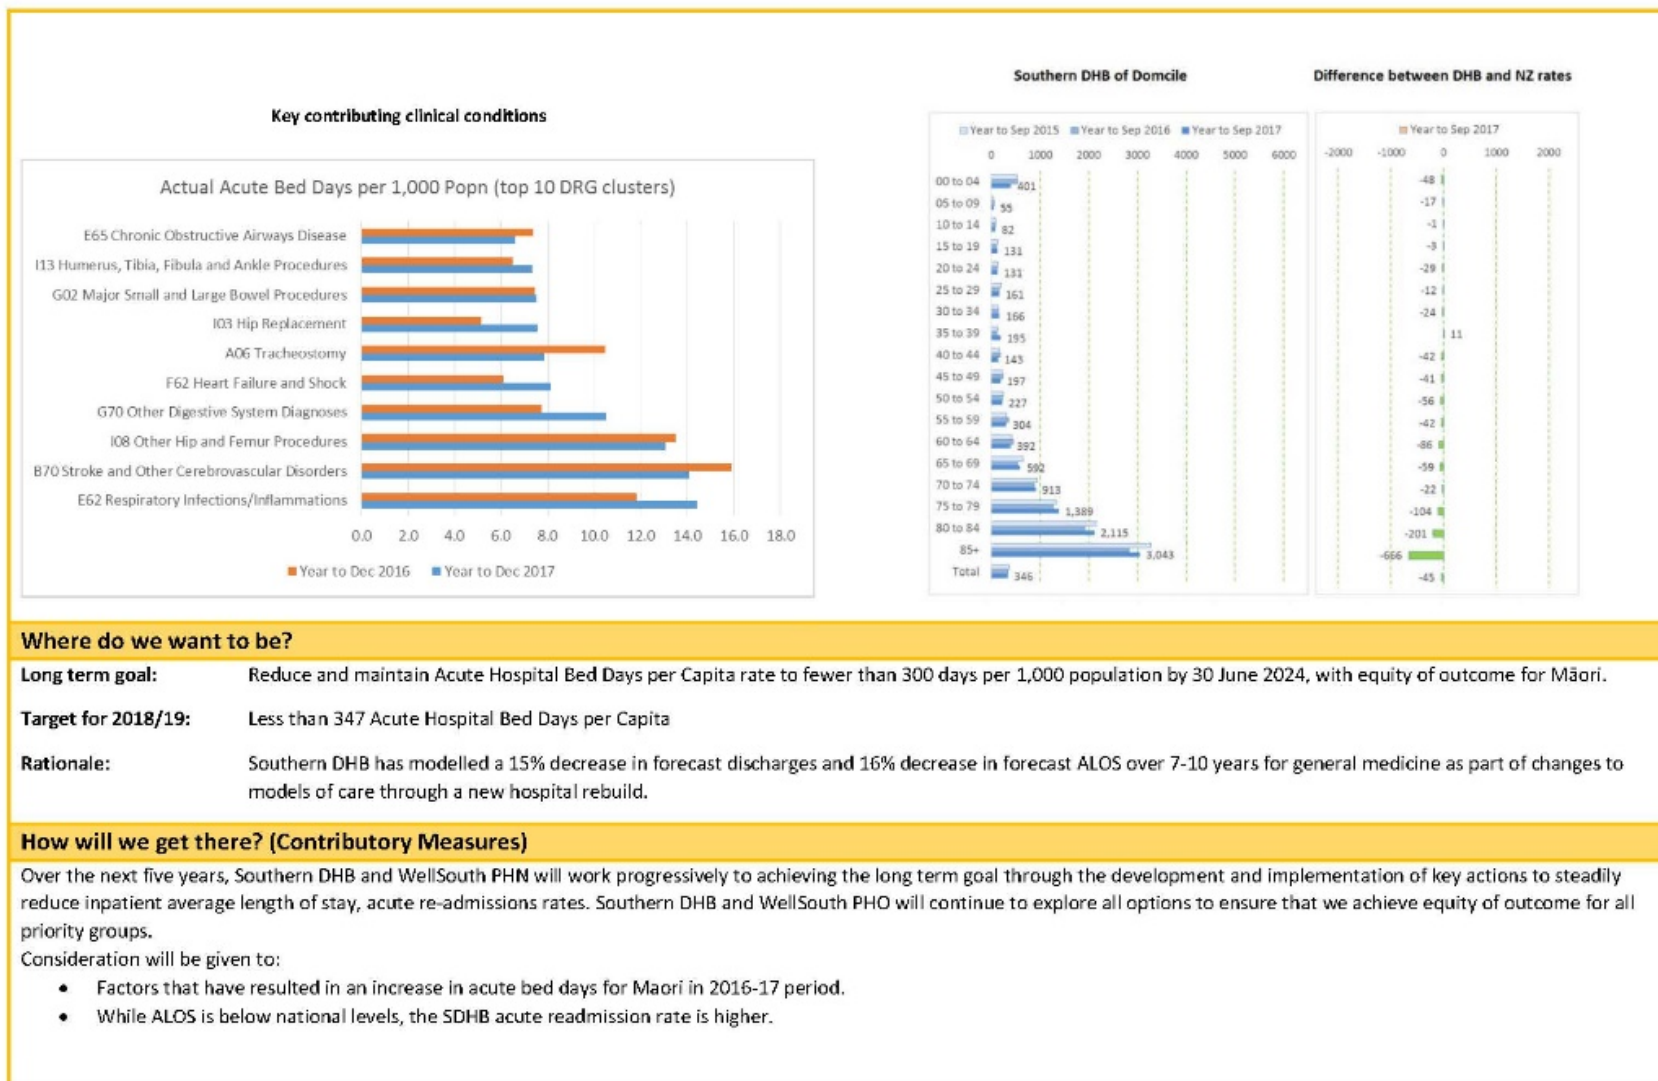 Key contributing clinical conditions
Actual Acute Bed Days per 1,000 Popn (top 10 DRG clusters)
E65 Chronic Obstructive Airways Disease
I13 Humerus, Tibia, Fibula and Ankle Procedures
G02 Major Small and Large Bowel Procedures
I03 Hip Replacement
A06 Tracheostomy
F62 Heart Failure and Shock
G70 Other Digestive System Diagnoses
I08 Other Hip and Femur Procedures
B70 Stroke and Other Cerebrovascular Disorders
E62 Respiratory Infections/Inflammations
0.0 2.0 4.0 6.0 8.0 10.0 12.0 14.0 16.0 18.0
Year to Dec 2016 Year to Dec 2017
Southern DHB of Domcile
Year to Sep 2015 Year to Sep 2016 Year to Sep 2017
0 1000 2000 3000 4000 5000 6000
00 to 04 401
05 to 09 55
10 to 14 82
15 to 19 131
20 to 24 131
25 to 29 161
30 to 34 166
35 to 39 195
40 to 44 143
45 to 49 197
50 to 54 227
55 to 59 304
60 to 64 392
65 to 69 592
70 to 74 913
75 to 79 1,389
80 to 84 2,115
85+ 3,043
Total 346
Difference between DHB and NZ rates
Year to Sep 2017
-2000 -1000 0 1000 2000
-48
-17
-1
-3
-29
-12
-24
11
-42
-41
-56
-42
-86
-59
-22
-104
-201
-666
-45
Where do we want to be?
Long term goal: Reduce and maintain Acute Hospital Bed Days per Capita rate to fewer than 300 days per 1,000 population by 30 June 2024, with equity of outcome for Māori.
Target for 2018/19: Less than 347 Acute Hospital Bed Days per Capita
Rationale: Southern DHB has modelled a 15% decrease in forecast discharges and 16% decrease in forecast ALOS over 7-10 years for general medicine as part of changes to
models of care through a new hospital rebuild.
How will we get there? (Contributory Measures)
Over the next five years, Southern DHB and WellSouth PHN will work progressively to achieving the long term goal through the development and implementation of key actions to steadily
reduce inpatient average length of stay, acute re-admissions rates. Southern DHB and WellSouth PHO will continue to explore all options to ensure that we achieve equity of outcome for all
priority groups.
Consideration will be given to:
• Factors that have resulted in an increase in acute bed days for Maori in 2016-17 period.
• While ALOS is below national levels, the SDHB acute readmission rate is higher.